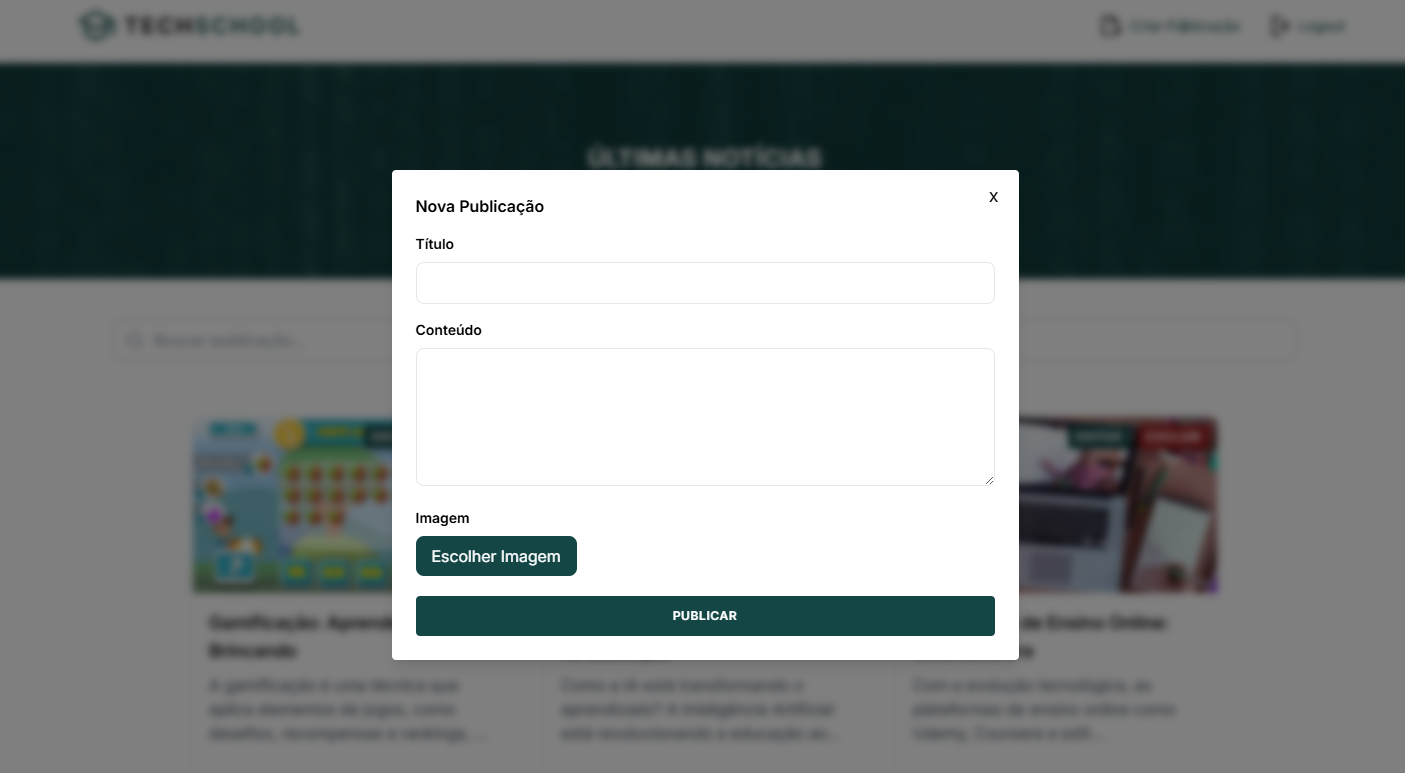 TECHSCHOOL
Criar Publicação
Logout
ÚLTIMAS NOTÍCIAS
Nova Publicação
X
Título
Conteúdo
Imagem
Escolher Imagem
PUBLICAR
Buscar publicação...
EXCLUIR
Gamificação: Aprende
Brincando
A gamificação é uma técnica que
aplica elementos de jogos, como
desafios, recompensas e rankings, ...
Como a IA está transformando o
aprendizado? A Inteligência Artificial
está revolucionando a educação ao...
de Ensino Online:
Com a evolução tecnológica, as
plataformas de ensino online como
Udemy, Coursera e edX...